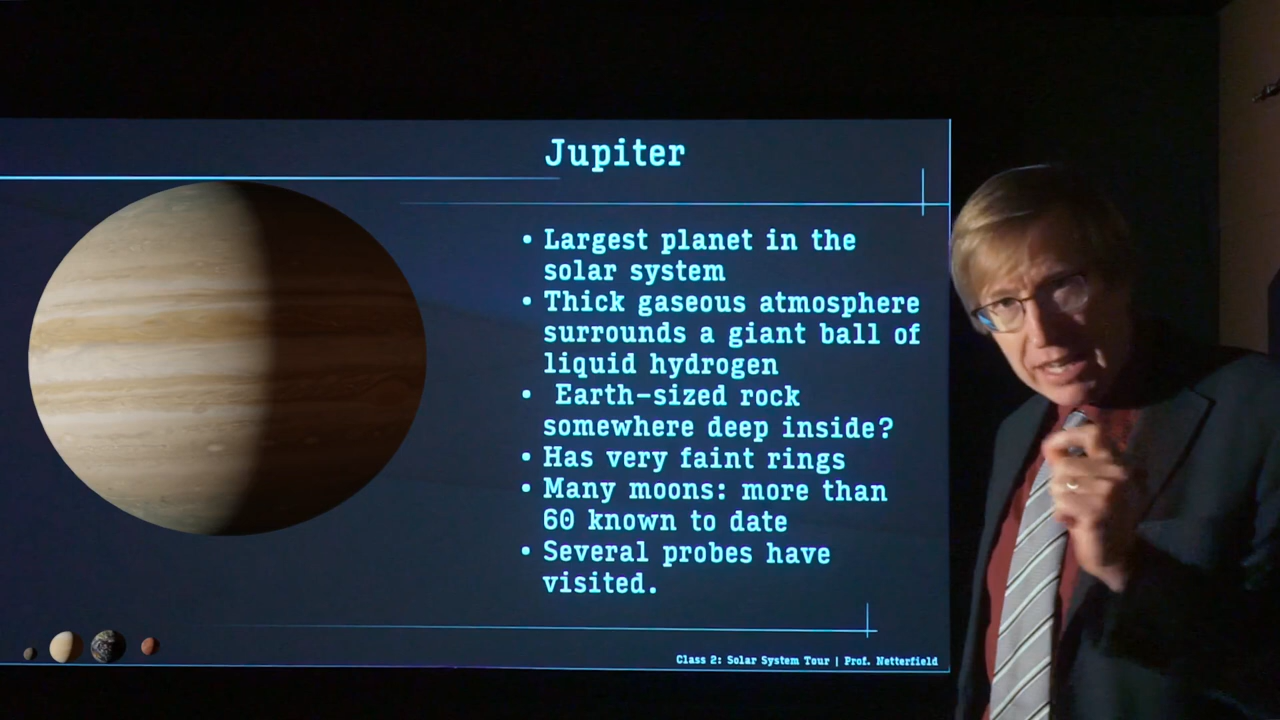 Jupiter
• Largest planet in the
solar system
• Thick gaseous atmosphere
surrounds a giant ball of
liquid hydrogen
• Earth-sized rock
somewhere deep inside?
• Has very faint rings
• Many moons: more than
60 known to date
• Several probes have
visited.
Class 2: Solar System Tour | Prof. Netterfield